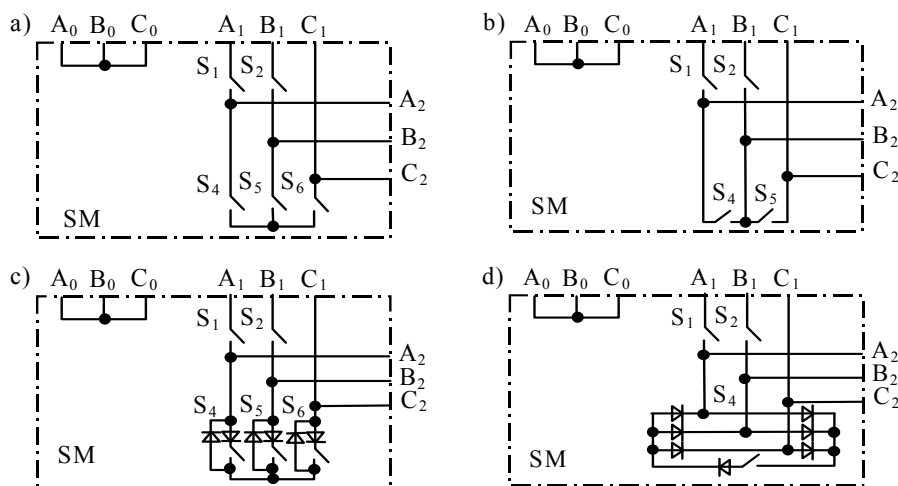 a) A₀ B₀ C₀ A₁ B₁ C₁
S₁ S₂
A₂
B₂
C₂
S₄ S₅ S₆
SM
b) A₀ B₀ C₀ A₁ B₁ C₁
S₁ S₂
A₂
B₂
C₂
S₄ S₅
SM
c) A₀ B₀ C₀ A₁ B₁ C₁
S₁ S₂
A₂
B₂
C₂
S₄ S₅ S₆
SM
d) A₀ B₀ C₀ A₁ B₁ C₁
S₁ S₂
A₂
B₂
S₄
C₂
SM